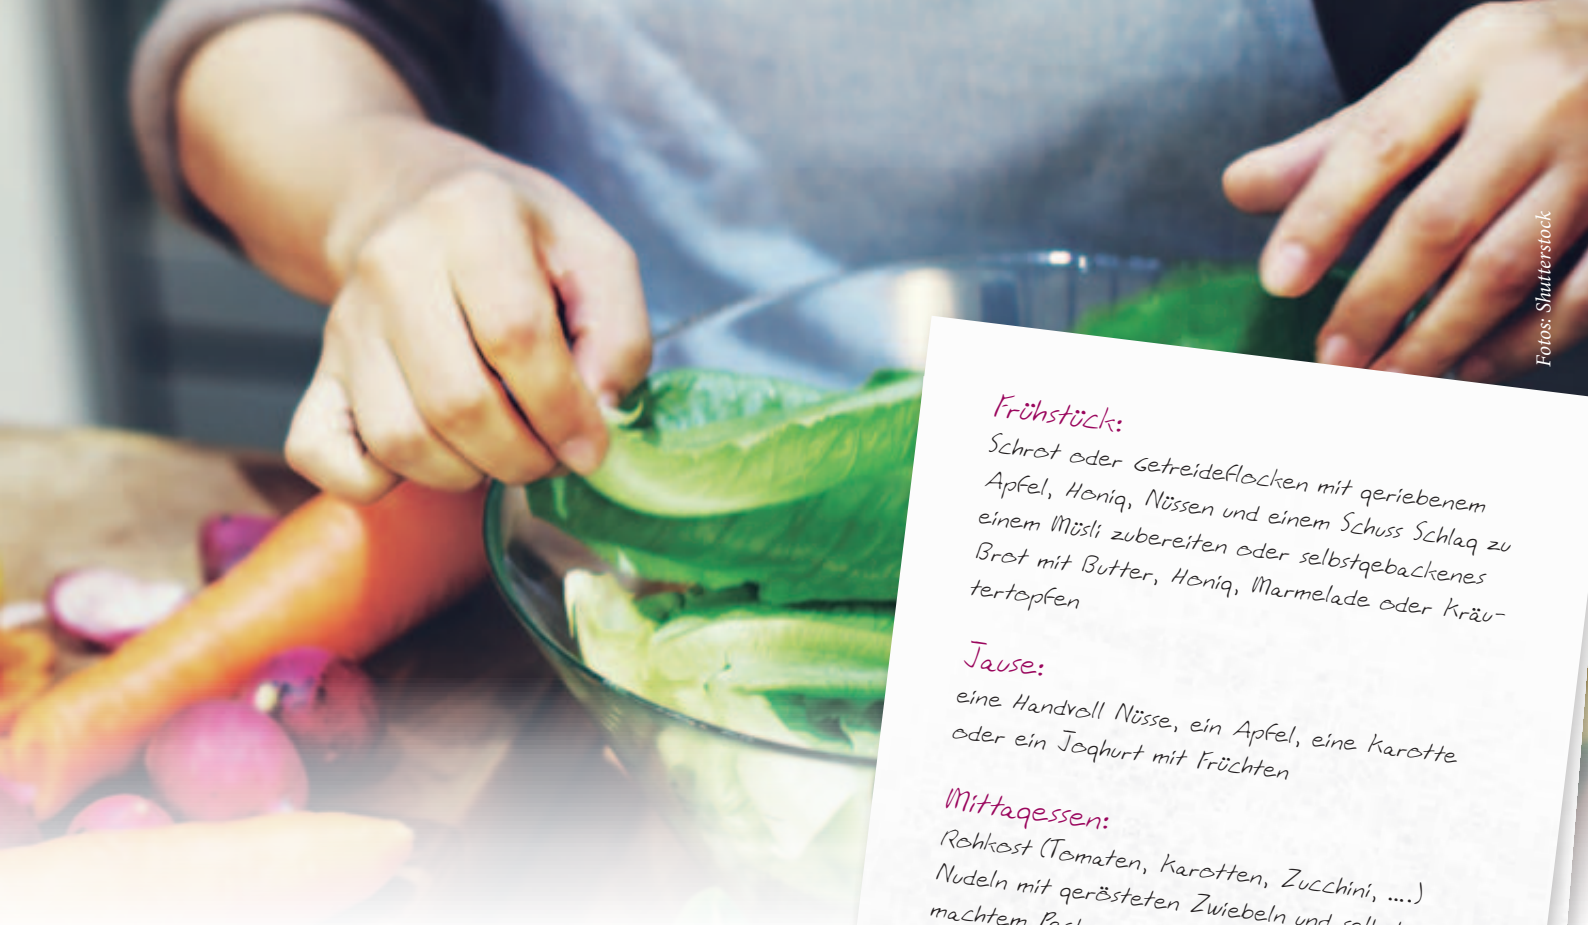 Fotos: Shutterstock
Frühstück:
Schrot oder Getreideflocken mit geriebenem
Apfel, Honig, Nüssen und einem Schuss Schlag zu
einem Müsli zubereiten oder selbstgebackenes
Brot mit Butter, Honig, Marmelade oder Kräu-
tertopfen
Jause:
eine Handvoll Nüsse, ein Apfel, eine Karotte
oder ein Joghurt mit Früchten
Mittagessen:
Rohkost (Tomaten, Karotten, Zucchini, ....)
Nudeln mit gerösteten Zwiebeln und
machtem